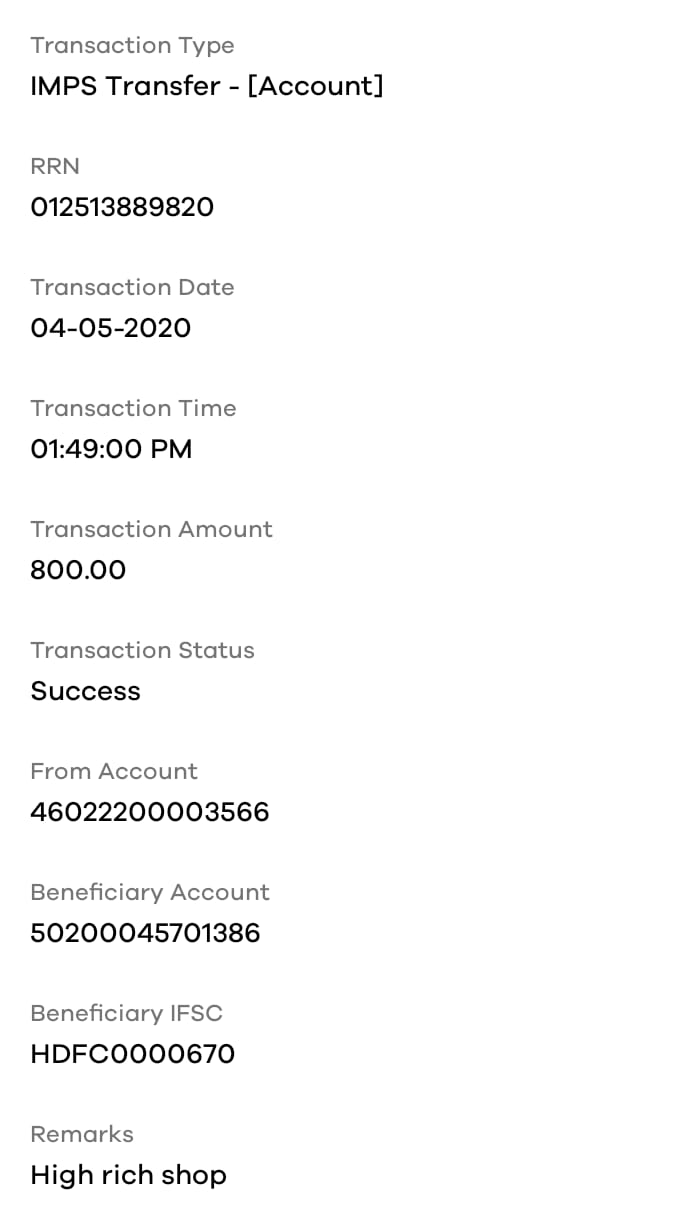 Transaction Type
IMPS Transfer - [Account]
RRN
012513889820
Transaction Date
04-05-2020
Transaction Time
01:49:00 PM
Transaction Amount
800.00
Transaction Status
Success
From Account
46022200003566
Beneficiary Account
50200045701386
Beneficiary IFSC
HDFC0000670
Remarks
High rich shop